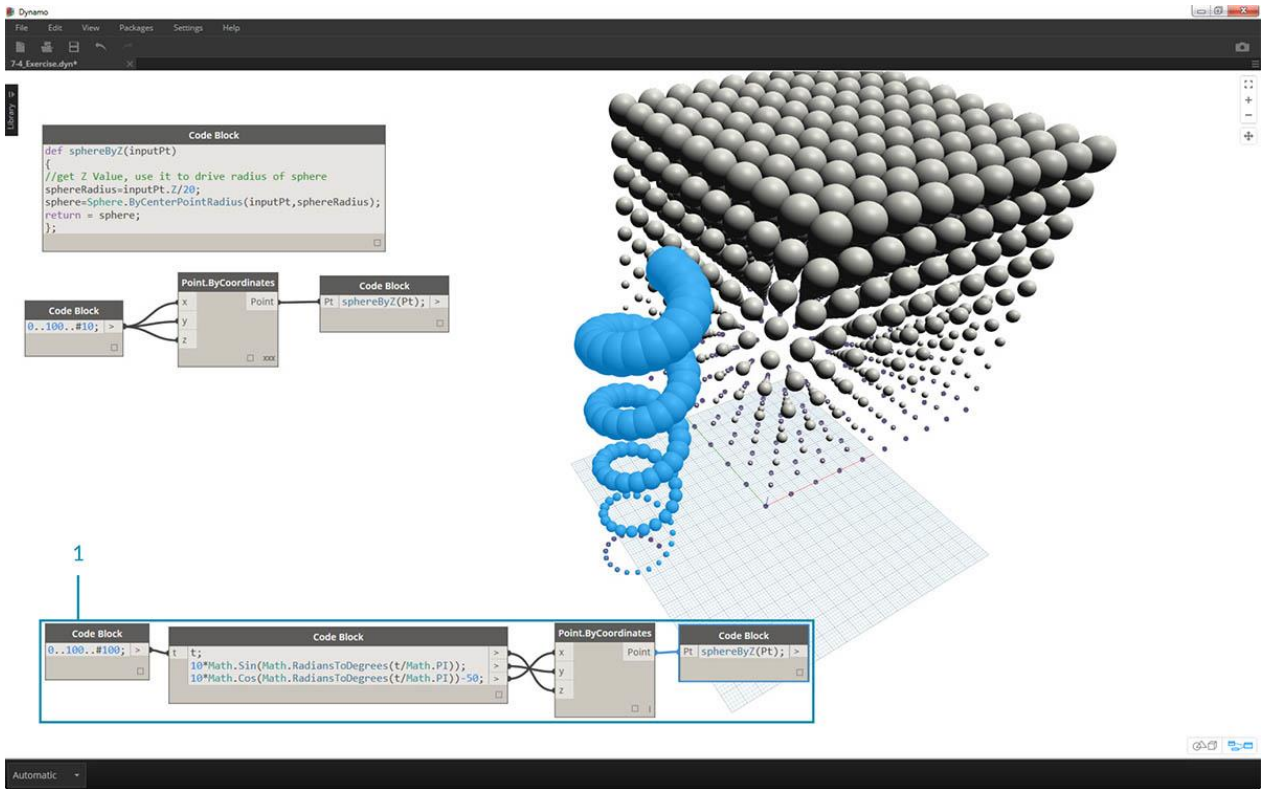 Dynamo
File Edit View Packages Settings Help
7-4_Exercise.dyn*
Library
Code Block
def sphereByZ(inputPt)
{
//get Z Value, use it to drive radius of sphere
sphereRadius=inputPt.Z/20;
sphere=Sphere.ByCenterPointRadius(inputPt,sphereRadius);
return = sphere;
};
Code Block
0..100..#10; >
Point.ByCoordinates
x Point
y
z
xxx
Code Block
Pt sphereByZ(Pt); >
1
Code Block
0..100..#100; >
Code Block
t t; >
10*Math.Sin(Math.RadiansToDegrees(t/Math.PI)); >
10*Math.Cos(Math.RadiansToDegrees(t/Math.PI))-50; >
Point.ByCoordinates
x Point
y
z
|
Code Block
Pt sphereByZ(Pt); >
Automatic